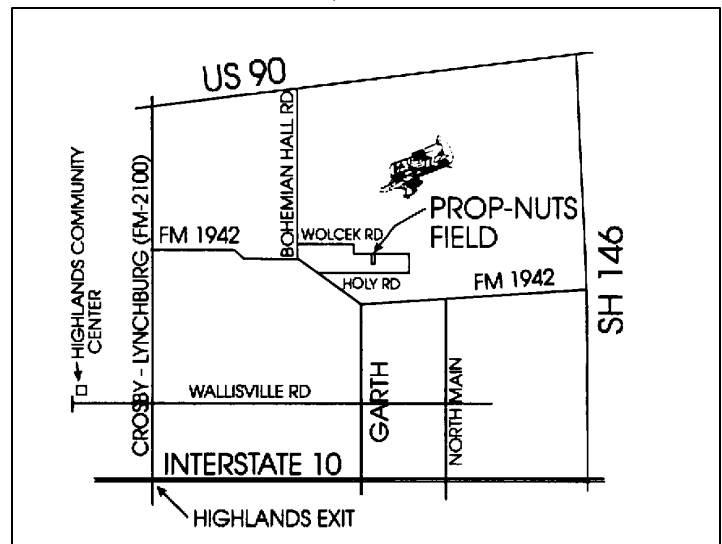 US 90
BOHEMIAN HALL RD
CROSBY - LYNCHBURG (FM-2100)
HIGHLANDS COMMUNITY
CENTER
FM 1942
WOLCEK RD
PROP-NUTS
FIELD
HOLY RD
FM 1942
SH 146
WALLISVILLE RD
GARTH
NORTH MAIN
INTERSTATE 10
HIGHLANDS EXIT